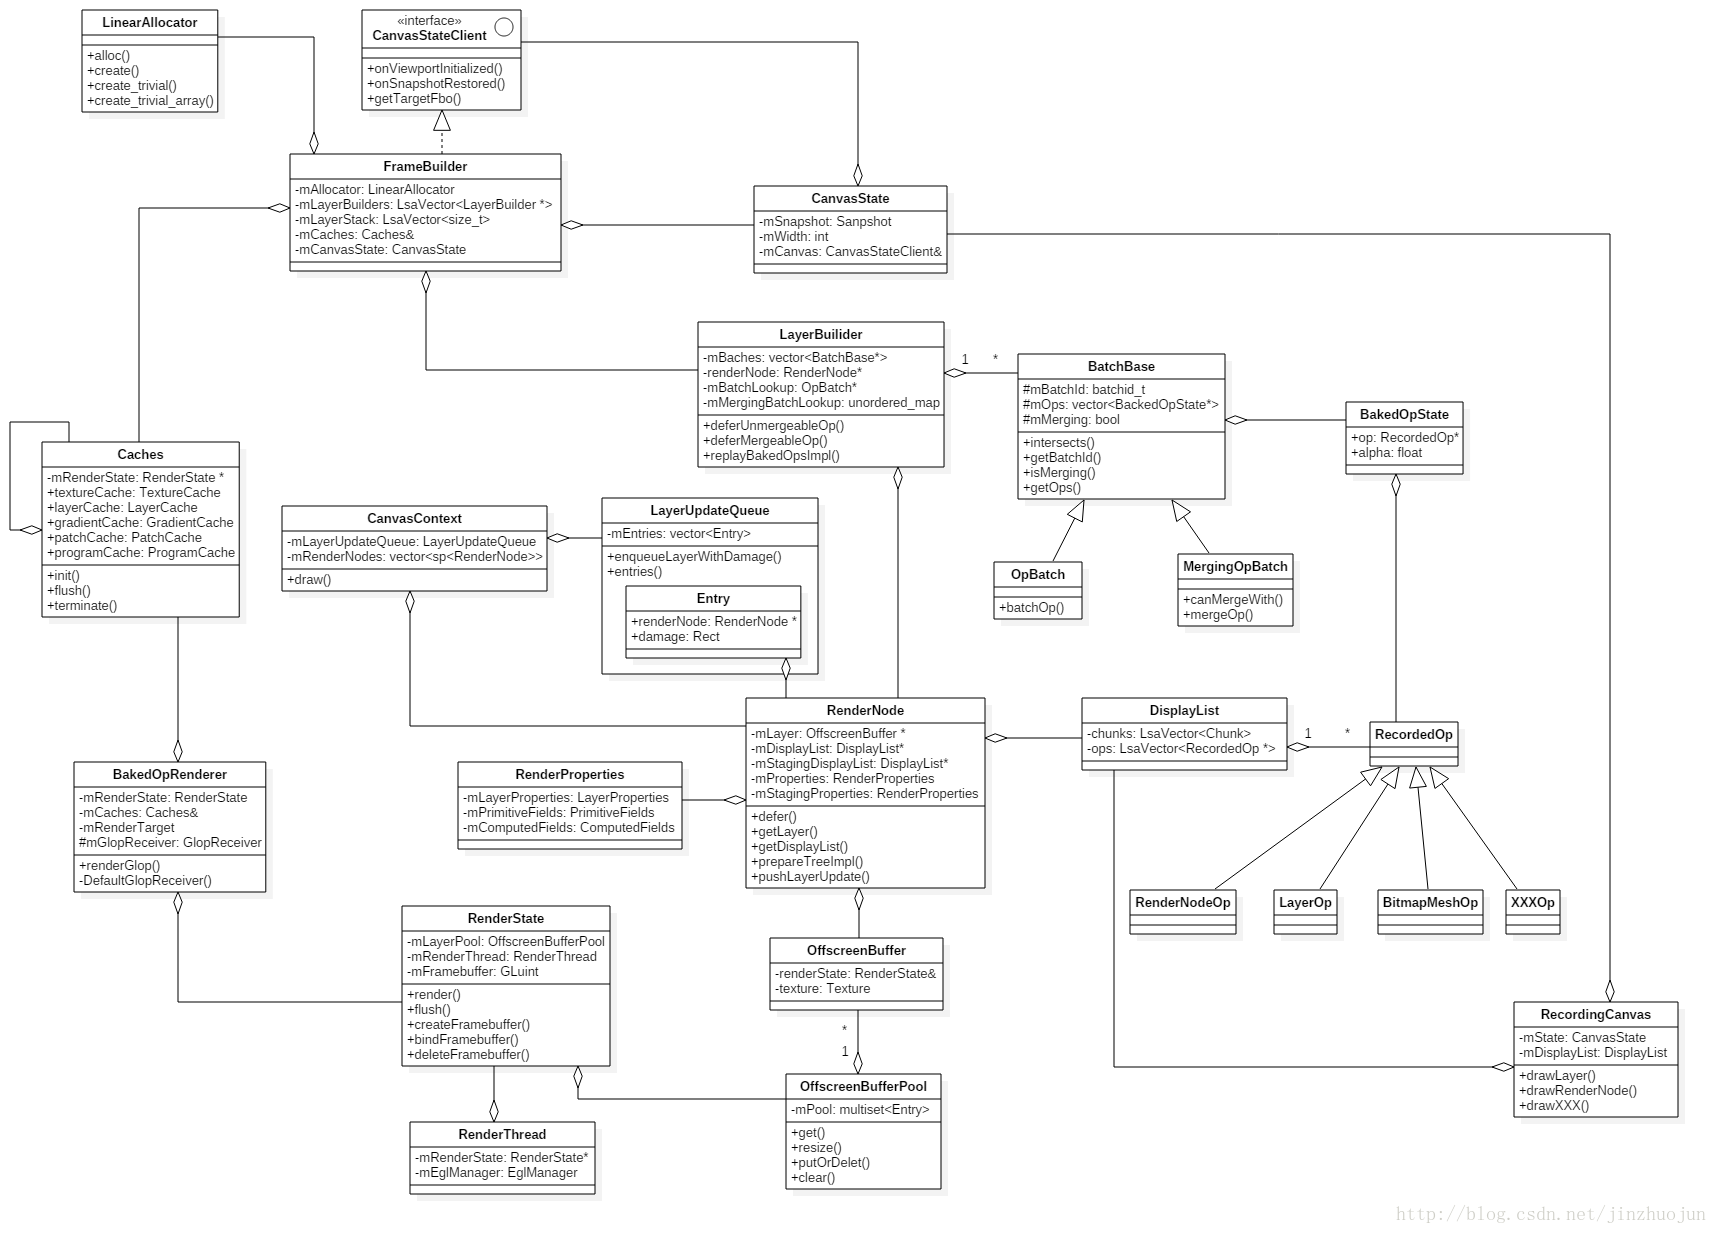 LinearAllocator
+alloc()
+create()
+create_trivial()
+create_trivial_array()
«interface»
CanvasStateClient
+onViewportInitialized()
+onSnapshotRestored()
+getTargetFbo()
FrameBuilder
-mAllocator: LinearAllocator
-mLayerBuilders: LsaVector<LayerBuilder *>
-mLayerStack: LsaVector<size_t>
-mCaches: Caches&
-mCanvasState: CanvasState
CanvasState
-mSnapshot: Sanpshot
-mWidth: int
-mCanvas: CanvasStateClient&
LayerBuilider
-mBaches: vector<BatchBase*>
-renderNode: RenderNode*
-mBatchLookup: OpBatch*
-mMergingBatchLookup: unordered_map
+deferUnmergeableOp()
+deferMergeableOp()
+replayBakedOpsImpl()
1
*
BatchBase
#mBatchId: batchid_t
#mOps: vector<BackedOpState*>
#mMerging: bool
+intersects()
+getBatchId()
+isMerging()
+getOps()
BakedOpState
+op: RecordedOp*
+alpha: float
Caches
-mRenderState: RenderState *
+textureCache: TextureCache
+layerCache: LayerCache
+gradientCache: GradientCache
+patchCache: PatchCache
+programCache: ProgramCache
+init()
+flush()
+terminate()
CanvasContext
-mLayerUpdateQueue: LayerUpdateQueue
-mRenderNodes: vector<sp<RenderNode>>
+draw()
LayerUpdateQueue
-mEntries: vector<Entry>
+enqueueLayerWithDamage()
+entries()
Entry
+renderNode: RenderNode *
+damage: Rect
OpBatch
+batchOp()
MergingOpBatch
+canMergeWith()
+mergeOp()
RenderNode
-mLayer: OffscreenBuffer *
-mDisplayList: DisplayList*
-mStagingDisplayList: DisplayList*
-mProperties: RenderProperties
-mStagingProperties: RenderProperties
+defer()
+getLayer()
+getDisplayList()
+prepareTreeImpl()
+pushLayerUpdate()
DisplayList
-chunks: LsaVector<Chunk>
-ops: LsaVector<RecordedOp *>
1
*
RecordedOp
BakedOpRenderer
-mRenderState: RenderState
-mCaches: Caches&
-mRenderTarget
#mGlopReceiver: GlopReceiver
+renderGlop()
-DefaultGlopReceiver()
RenderProperties
-mLayerProperties: LayerProperties
-mPrimitiveFields: PrimitiveFields
-mComputedFields: ComputedFields
RenderNodeOp
LayerOp
BitmapMeshOp
XXXOp
RenderState
-mLayerPool: OffscreenBufferPool
-mRenderThread: RenderThread
-mFramebuffer: GLuint
+render()
+flush()
+createFramebuffer()
+bindFramebuffer()
+deleteFramebuffer()
OffscreenBuffer
-renderState: RenderState&
-texture: Texture
*
1
OffscreenBufferPool
-mPool: multiset<Entry>
+get()
+resize()
+putOrDelet()
+clear()
RecordingCanvas
-mState: CanvasState
-mDisplayList: DisplayList
+drawLayer()
+drawRenderNode()
+drawXXX()
RenderThread
-mRenderState: RenderState*
-mEglManager: EglManager
http://blog.csdn.net/jinzhuojun